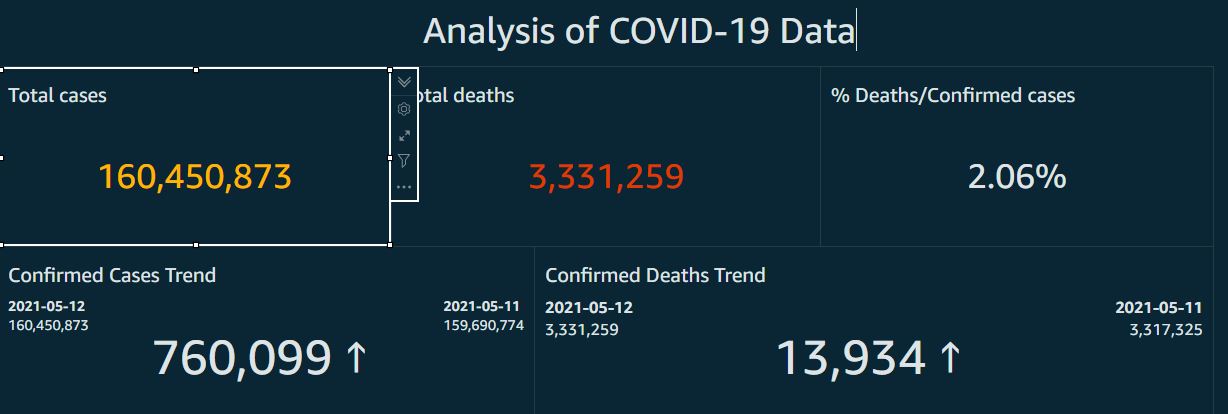 Analysis of COVID-19 Data
Total cases
otal deaths
% Deaths/Confirmed cases
160,450,873
3,331,259
2.06%
Confirmed Cases Trend
2021-05-12
2021-05-11
160,450,873
159,690,774
760,099 ↑
Confirmed Deaths Trend
2021-05-12
2021-05-11
3,331,259
3,317,325
13,934 ↑